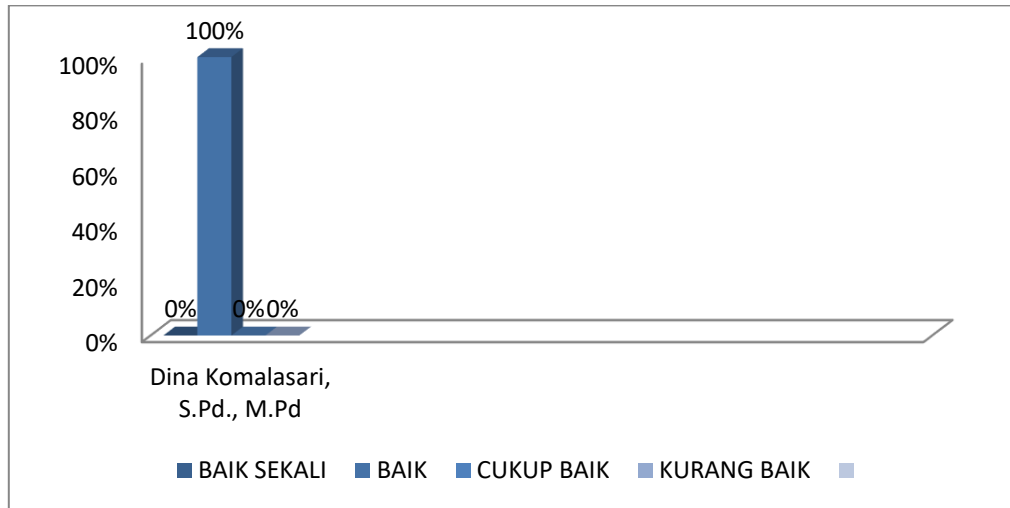 100%
100%
80%
60%
40%
20%
0%
0% 0% 0%
Dina Komalasari,
S.Pd., M.Pd
BAIK SEKALI BAIK CUKUP BAIK KURANG BAIK